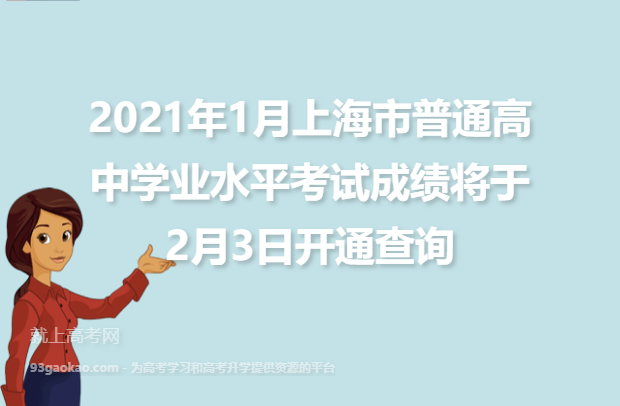 2021年1月上海市普通高
中学业水平考试成绩将于
2月3日开通查询
就上高考网
93gaokao.com - 为高考学习和高考升学提供资源的平台